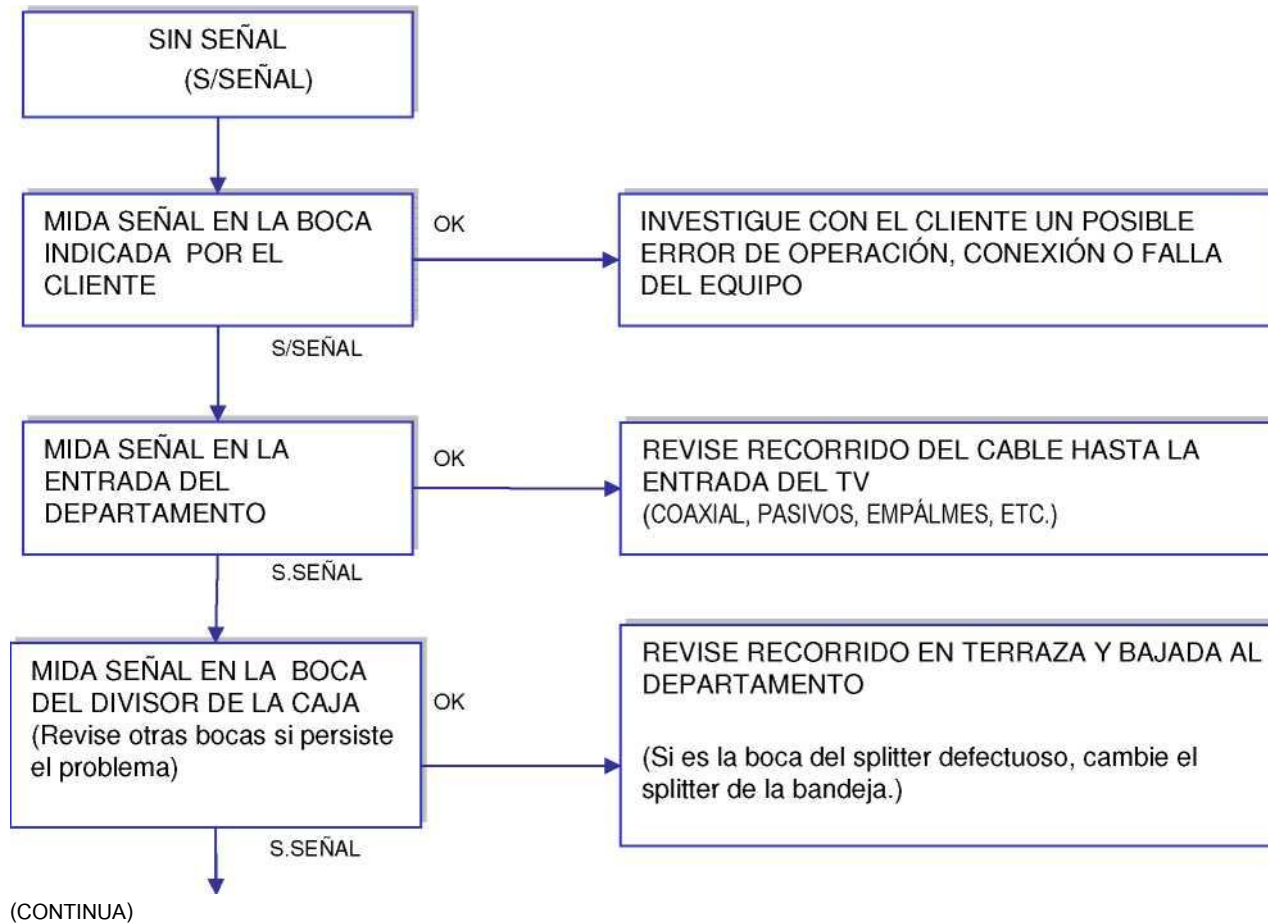 SIN SEÑAL
(S/SEÑAL)
MIDA SEÑAL EN LA BOCA
INDICADA POR EL
CLIENTE
OK
INVESTIGUE CON EL CLIENTE UN POSIBLE
ERROR DE OPERACIÓN, CONEXIÓN O FALLA
DEL EQUIPO
S/SEÑAL
MIDA SEÑAL EN LA
ENTRADA DEL
DEPARTAMENTO
OK
REVISE RECORRIDO DEL CABLE HASTA LA
ENTRADA DEL TV
(COAXIAL, PASIVOS, EMPÁLMES, ETC.)
S.SEÑAL
MIDA SEÑAL EN LA BOCA
DEL DIVISOR DE LA CAJA
(Revise otras bocas si persiste
el problema)
OK
REVISE RECORRIDO EN TERRAZA Y BAJADA AL
DEPARTAMENTO
(Si es la boca del splitter defectuoso, cambie el
splitter de la bandeja.)
S.SEÑAL
(CONTINUA)